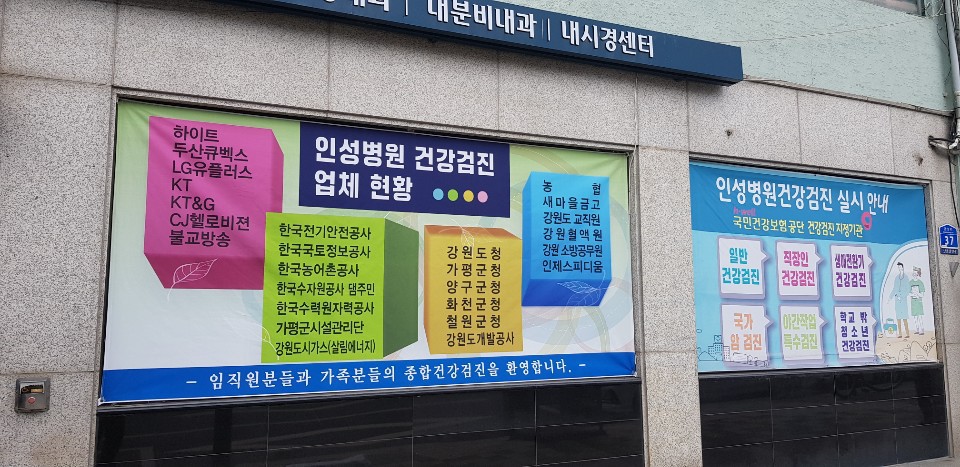 내분비내과 | 내시경센터
인성병원 건강검진
업체 현황
하이트
두산큐벡스
LG유플러스
KT
KT&G
CJ헬로비젼
불교방송
한국전기안전공사
한국국토정보공사
한국농어촌공사
한국수자원공사 댐주민
한국수력원자력공사
가평군시설관리단
강원도시가스(살림에너지)
강원도청
가평군청
양구군청
화천군청
철원군청
강원도개발공사
농 협
새마을금고
강원도 교직원
강원혈액원
강원 소방공무원
인제스피디움
- 임직원분들과 가족분들의 종합건강검진을 환영합니다. -
인성병원건강검진 실시 안내
국민건강보험공단 건강검진 지정기관
일반
건강검진
직장인
건강검진
생애전환기
건강검진
국가
암 검진
야간작업
특수검진
학교 밖
청소년
건강검진
37